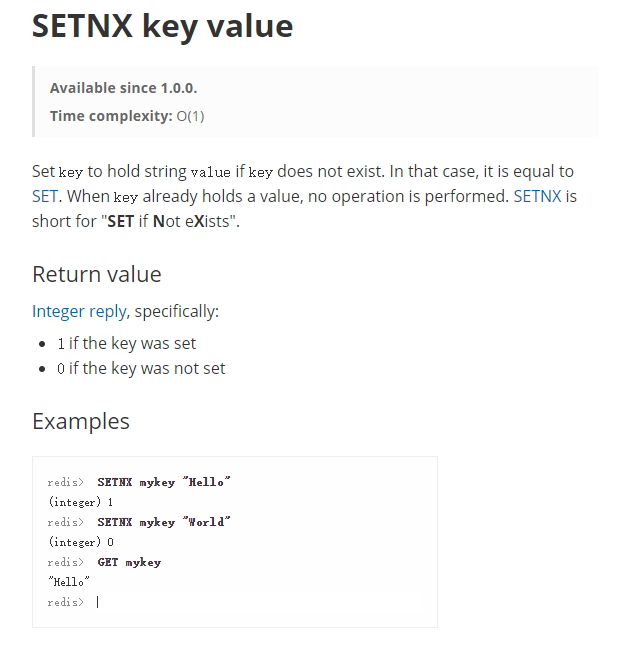 SETNX key value
Available since 1.0.0.
Time complexity: O(1)
Set key to hold string value if key does not exist. In that case, it is equal to
SET. When key already holds a value, no operation is performed. SETNX is
short for "SET if Not eXists".
Return value
Integer reply, specifically:
• 1 if the key was set
• 0 if the key was not set
Examples
redis> SETNX mykey "Hello"
(integer) 1
redis> SETNX mykey "World"
(integer) 0
redis> GET mykey
"Hello"
redis>